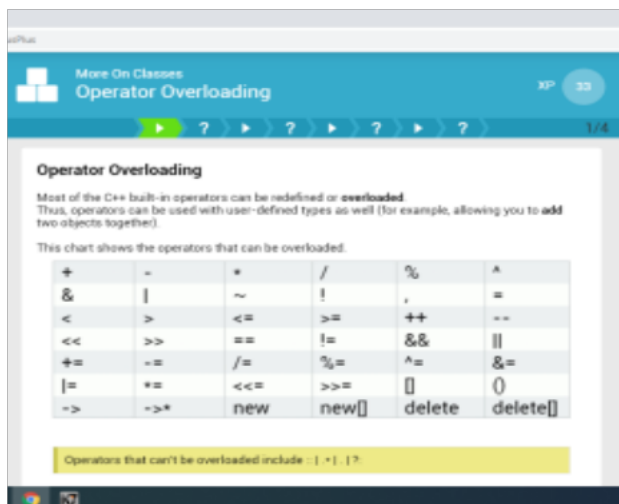 More On Classes
Operator Overloading
XP 33
? ? ? ? 1/4
Operator Overloading
Most of the C++ built-in operators can be redefined or overloaded.
Thus, operators can be used with user-defined types as well (for example, allowing you to add
two objects together).
This chart shows the operators that can be overloaded.
+ - * / % ^
& | ~ ! , =
< > <= >= ++ --
<< >> == != && ||
+= -= /= %= ^= &=
|= *= <<= >>= [] ()
-> ->* new new[] delete delete[]
Operators that can't be overloaded include :: | .* | . | ?: